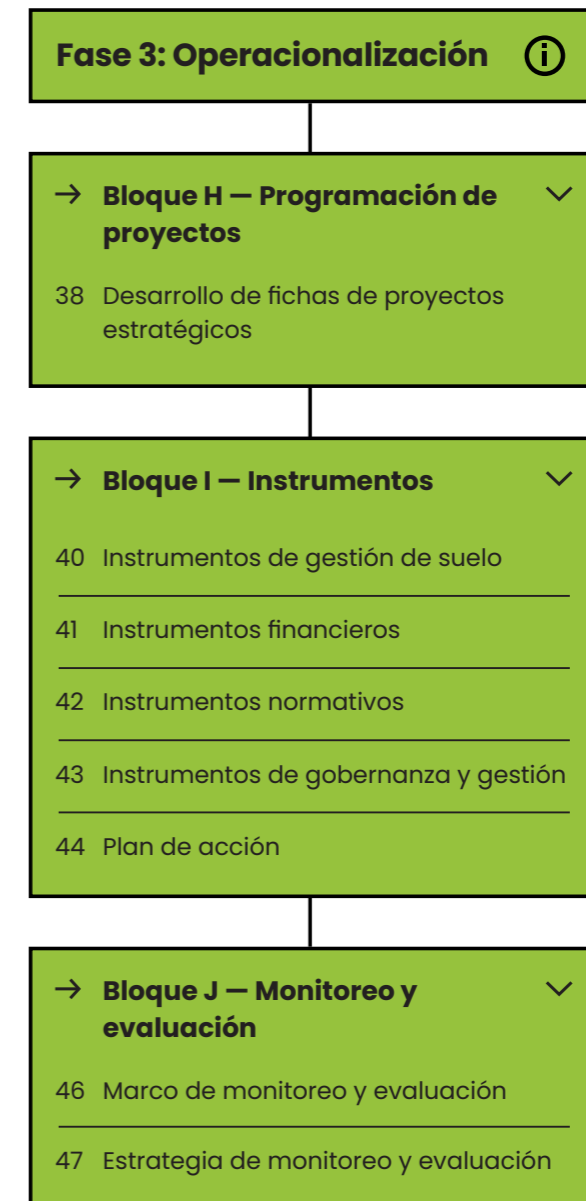 Fase 3: Operacionalización
→ Bloque H — Programación de
proyectos
38 Desarrollo de fichas de proyectos
estratégicos
→ Bloque I — Instrumentos
40 Instrumentos de gestión de suelo
41 Instrumentos financieros
42 Instrumentos normativos
43 Instrumentos de gobernanza y gestión
44 Plan de acción
→ Bloque J — Monitoreo y
evaluación
46 Marco de monitoreo y evaluación
47 Estrategia de monitoreo y evaluación